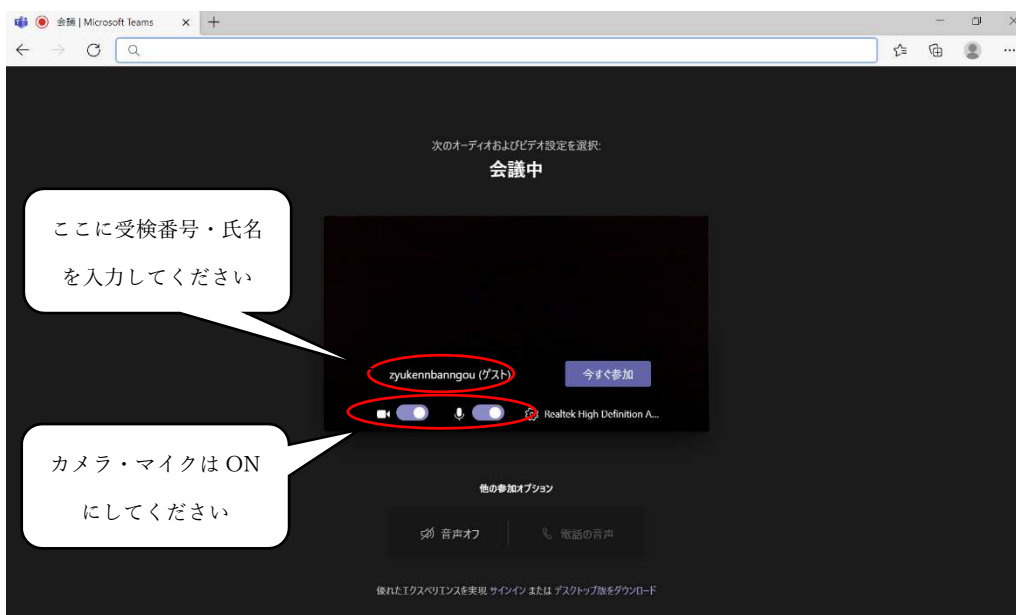 会議 | Microsoft Teams
次のオーディオおよびビデオ設定を選択:
会議中
ここに受検番号・氏名
を入力してください
zyukennbanngou (ゲスト)
今すぐ参加
Realtek High Definition A...
カメラ・マイクは ON
にしてください
他の参加オプション
音声オフ
電話の音声
優れたエクスペリエンスを実現 サインイン または デスクトップ版をダウンロード